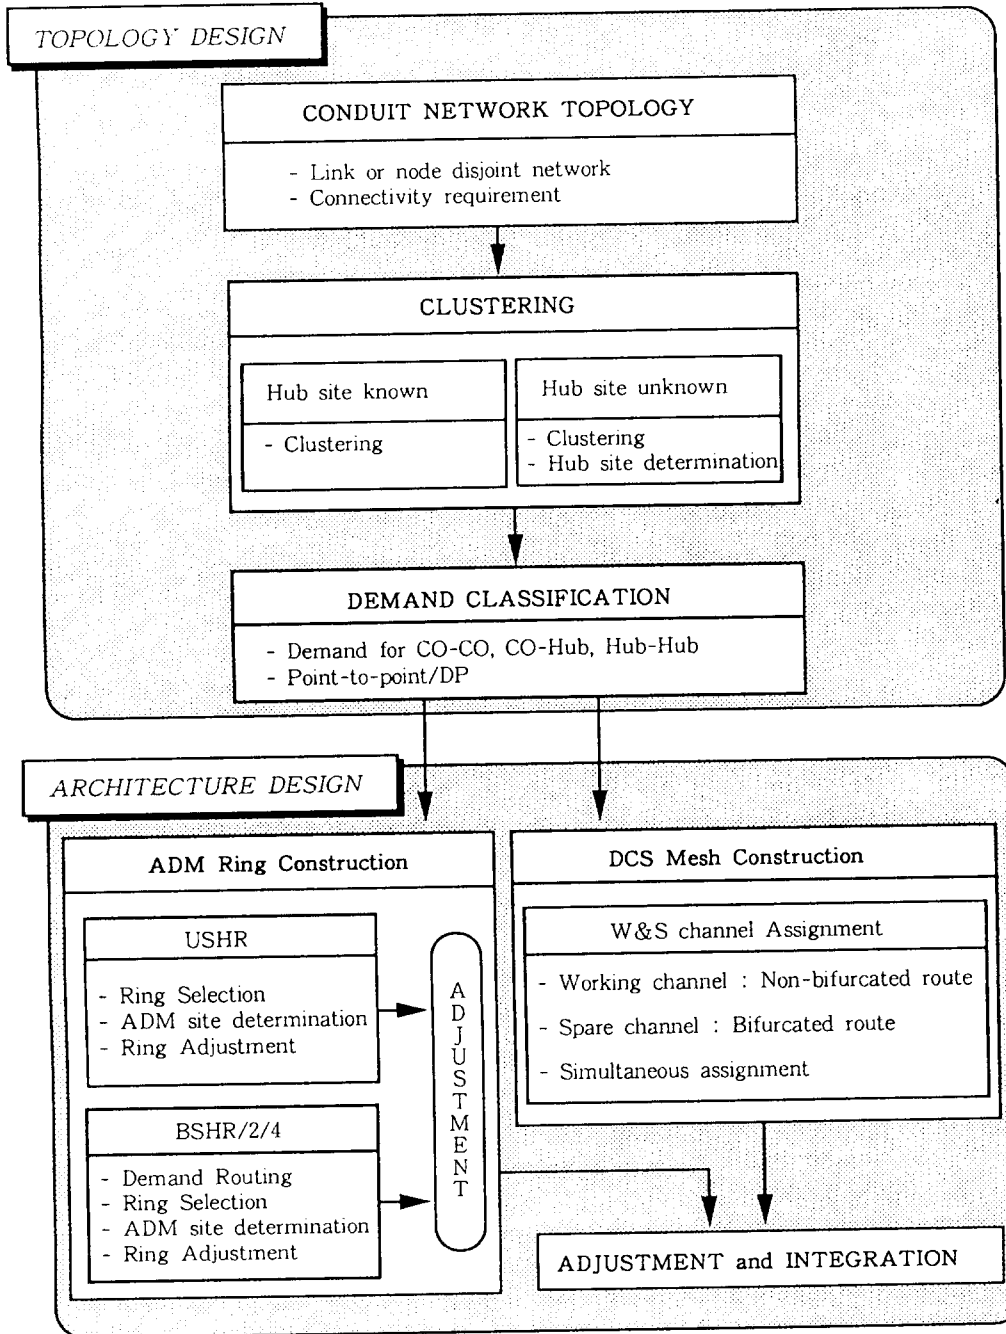 TOPOLOGY DESIGN
CONDUIT NETWORK TOPOLOGY
- Link or node disjoint network
- Connectivity requirement
CLUSTERING
Hub site known
- Clustering
Hub site unknown
- Clustering
- Hub site determination
DEMAND CLASSIFICATION
- Demand for CO-CO, CO-Hub, Hub-Hub
- Point-to-point/DP
ARCHITECTURE DESIGN
ADM Ring Construction
USHR
- Ring Selection
- ADM site determination
- Ring Adjustment
BSHR/2/4
- Demand Routing
- Ring Selection
- ADM site determination
- Ring Adjustment
ADJUSTMENT
DCS Mesh Construction
W&S channel Assignment
- Working channel : Non-bifurcated route
- Spare channel : Bifurcated route
- Simultaneous assignment
ADJUSTMENT and INTEGRATION